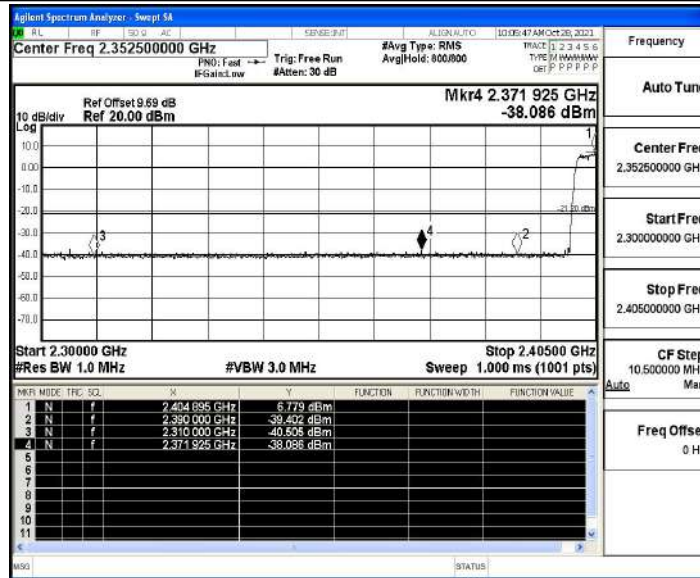 Agilent Spectrum Analyzer - Swept SA
RL RF 50 Ω AC SENSE:INT ALIGN AUTO 10:06:47 AM Oct 28, 2021
Center Freq 2.352500000 GHz
PNO: Fast Trig: Free Run
IFGain:Low #Atten: 30 dB
#Avg Type: RMS
Avg|Hold: 800/800
TRACE 1 2 3 4 5 6
TYPE M WWWWW
DET P P P P P P
Ref Offset 9.69 dB
10 dB/div Ref 20.00 dBm
Log
Mkr4 2.371 925 GHz
-38.086 dBm
10.0
0.00
-10.0
-20.0
-30.0
-40.0
-50.0
-60.0
-70.0
1
-21.20 dBm
3
4
2
Start 2.30000 GHz Stop 2.40500 GHz
#Res BW 1.0 MHz #VBW 3.0 MHz Sweep 1.000 ms (1001 pts)
MKR MODE TRC SCL X Y FUNCTION FUNCTION WIDTH FUNCTION VALUE
1 N f 2.404 895 GHz 6.779 dBm
2 N f 2.390 000 GHz -39.402 dBm
3 N f 2.310 000 GHz -40.505 dBm
4 N f 2.371 925 GHz -38.086 dBm
5
6
7
8
9
10
11
MSG STATUS
Frequency
Auto Tun
Center Fre
2.352500000 GH
Start Fre
2.300000000 GH
Stop Fre
2.405000000 GH
CF Step
10.500000 MH
Auto Ma
Freq Offse
0 H